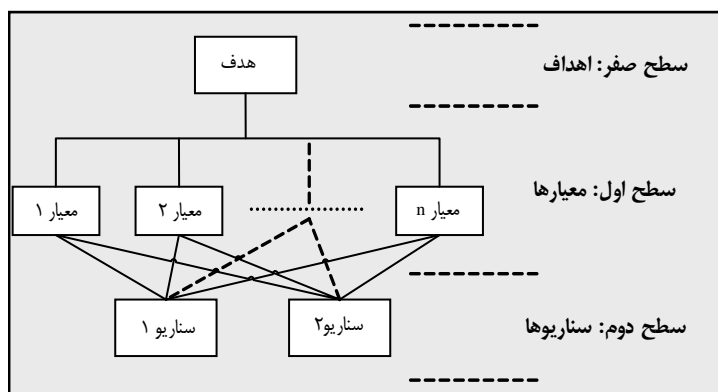 هدف
سطح صفر: اهداف
معیار ۱
معیار ۲
معیار n
سطح اول: معیارها
سناریو ۱
سناریو۲
سطح دوم: سناریوها